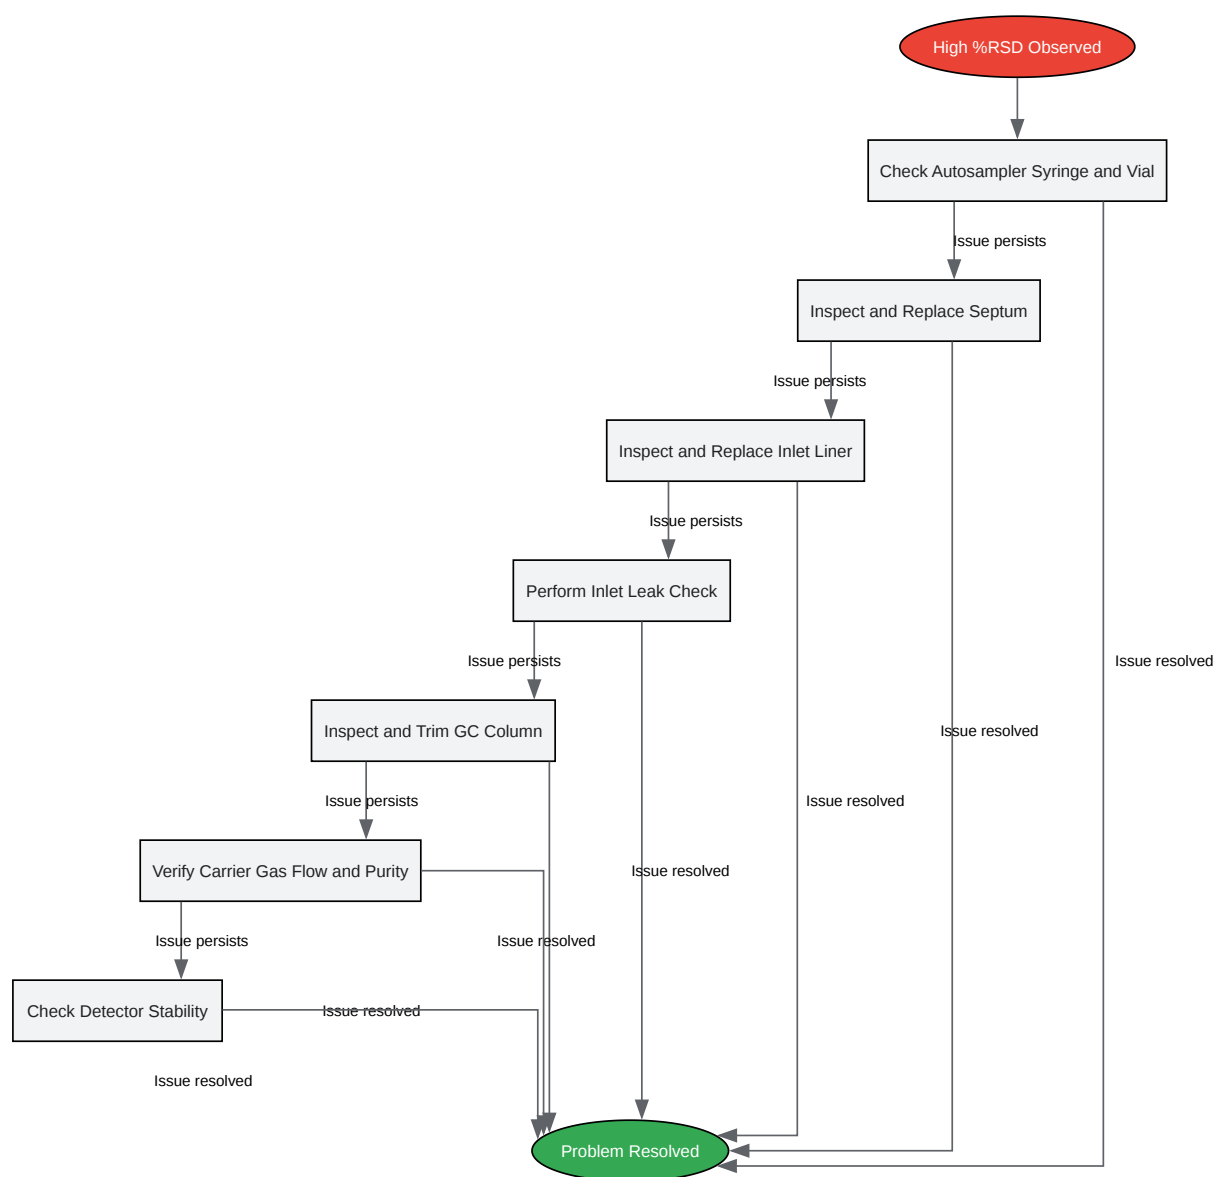 High %RSD Observed
Check Autosampler Syringe and Vial
Issue persists
Inspect and Replace Septum
Issue persists
Inspect and Replace Inlet Liner
Issue persists
Perform Inlet Leak Check
Issue persists
Issue resolved
Inspect and Trim GC Column
Issue resolved
Issue persists
Issue resolved
Verify Carrier Gas Flow and Purity
Issue resolved
Issue persists
Issue resolved
Check Detector Stability
Issue resolved
Issue resolved
Problem Resolved